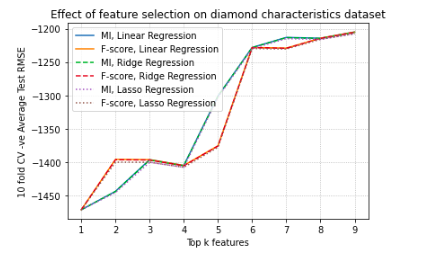 Effect of feature selection on diamond characteristics dataset
MI, Linear Regression
F-score, Linear Regression
MI, Ridge Regression
F-score, Ridge Regression
MI, Lasso Regression
F-score, Lasso Regression
10 fold CV -ve Average Test RMSE
−1200
−1250
−1300
−1350
−1400
−1450
1 2 3 4 5 6 7 8 9
Top k features